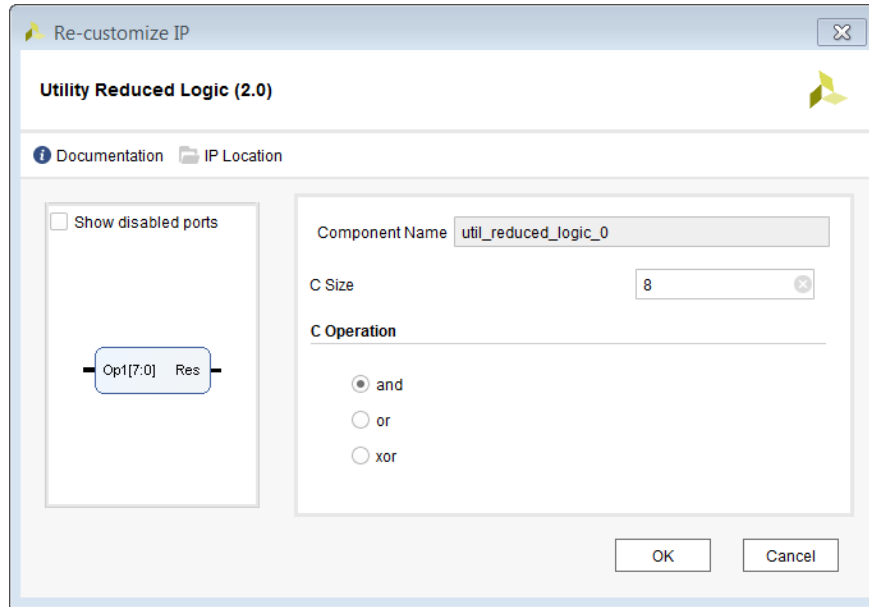 Re-customize IP
Utility Reduced Logic (2.0)
i Documentation IP Location
Show disabled ports
Op1[7:0] Res
Component Name util_reduced_logic_0
C Size 8
C Operation
and
or
xor
OK Cancel